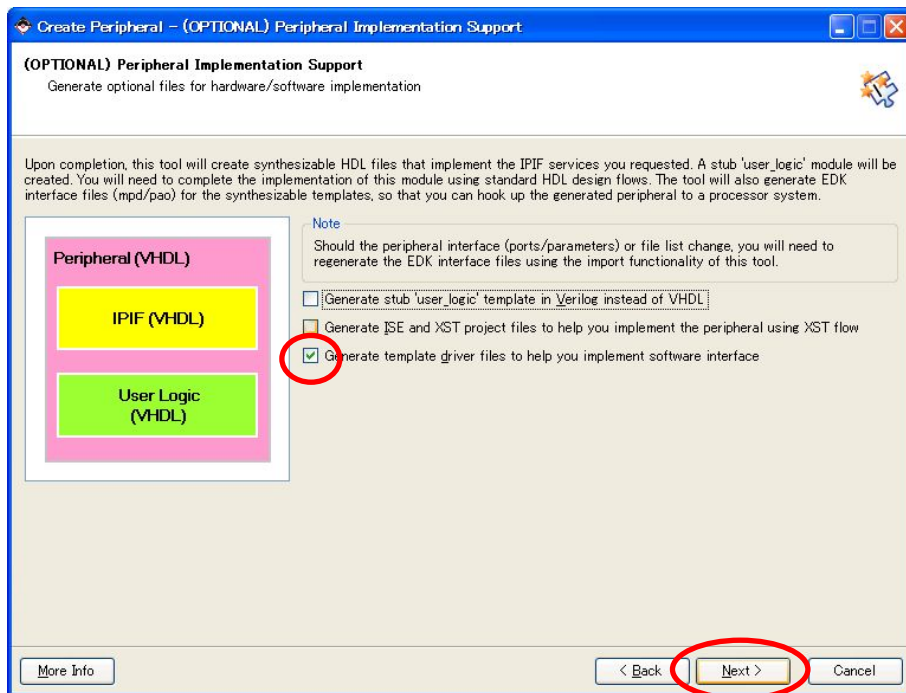 Create Peripheral - (OPTIONAL) Peripheral Implementation Support
(OPTIONAL) Peripheral Implementation Support
Generate optional files for hardware/software implementation
Upon completion, this tool will create synthesizable HDL files that implement the IPIF services you requested. A stub 'user_logic' module will be
created. You will need to complete the implementation of this module using standard HDL design flows. The tool will also generate EDK
interface files (mpd/pao) for the synthesizable templates, so that you can hook up the generated peripheral to a processor system.
Peripheral (VHDL)
IPIF (VHDL)
User Logic
(VHDL)
Note
Should the peripheral interface (ports/parameters) or file list change, you will need to
regenerate the EDK interface files using the import functionality of this tool.
Generate stub 'user_logic' template in Verilog instead of VHDL
Generate ISE and XST project files to help you implement the peripheral using XST flow
Generate template driver files to help you implement software interface
More Info
< Back
Next >
Cancel